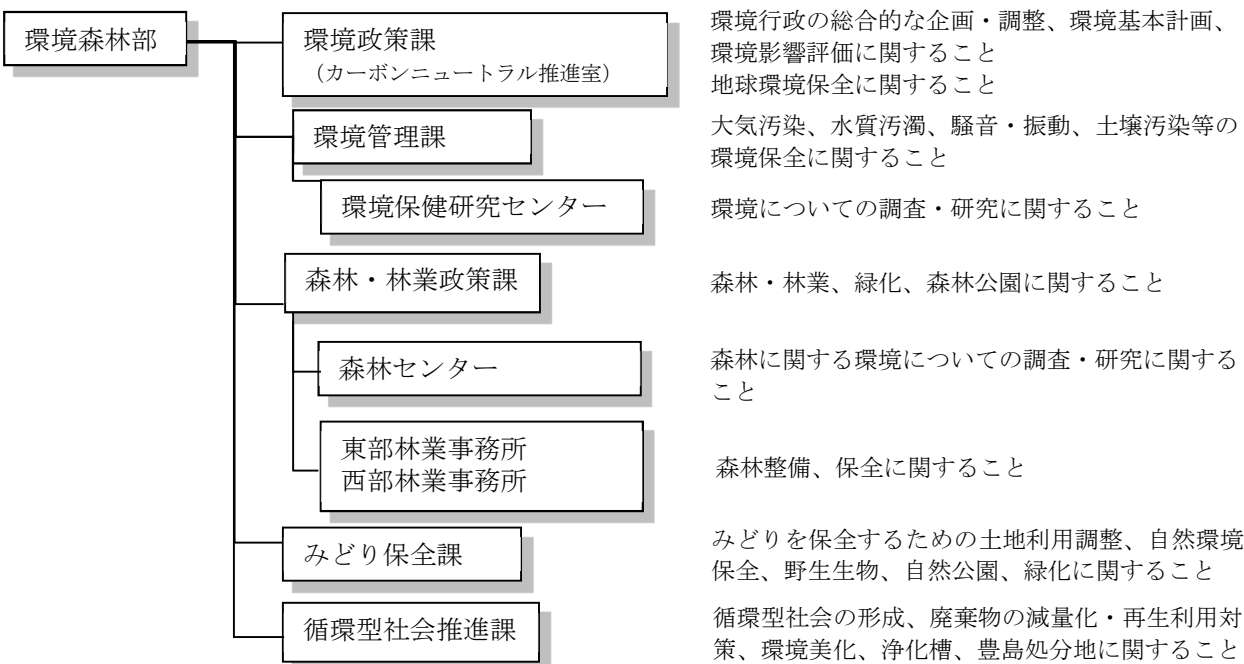 環境森林部
環境政策課
（カーボンニュートラル推進室）
環境行政の総合的な企画・調整、環境基本計画、
環境影響評価に関すること
地球環境保全に関すること
環境管理課
大気汚染、水質汚濁、騒音・振動、土壌汚染等の
環境保全に関すること
環境保健研究センター
環境についての調査・研究に関すること
森林・林業政策課
森林・林業、緑化、森林公園に関すること
森林センター
森林に関する環境についての調査・研究に関する
こと
東部林業事務所
西部林業事務所
森林整備、保全に関すること
みどり保全課
みどりを保全するための土地利用調整、自然環境
保全、野生生物、自然公園、緑化に関すること
循環型社会推進課
循環型社会の形成、廃棄物の減量化・再生利用対
策、環境美化、浄化槽、豊島処分地に関すること